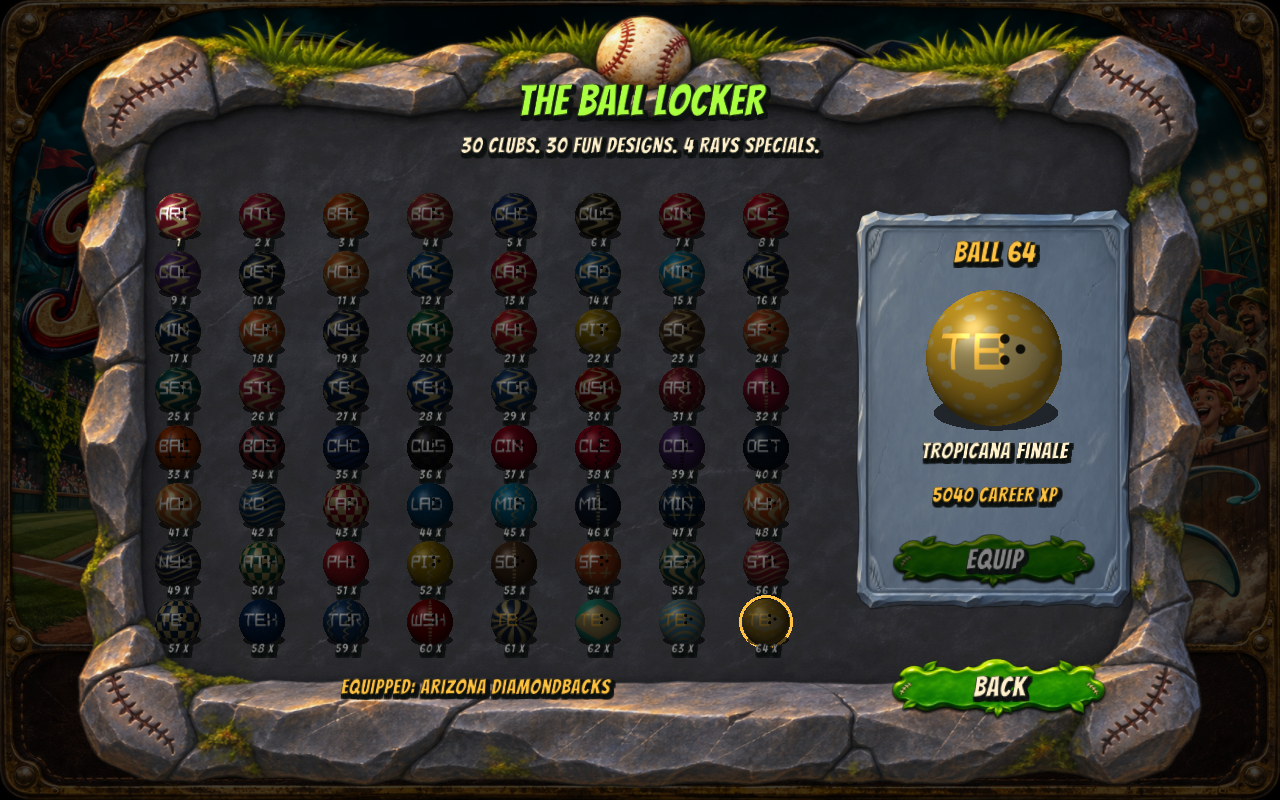 THE BALL LOCKER
30 CLUBS. 30 FUN DESIGNS. 4 RAYS SPECIALS.
ARI ATL BAL BOS CHC CWS CIN CLE
1 2 X 3 X 4 X 5 X 6 X 7 X 8 X
COL DET HOU KC LAA LAD MIA MIL
9 X 10 X 11 X 12 X 13 X 14 X 15 X 16 X
MIN NYM NYY ATH PHI PIT SD SF
17 X 18 X 19 X 20 X 21 X 22 X 23 X 24 X
SEA STL TB TEX TOR WSH ARI ATL
25 X 26 X 27 X 28 X 29 X 30 X 31 X 32 X
BAL BOS CHC CWS CIN CLE COL DET
33 X 34 X 35 X 36 X 37 X 38 X 39 X 40 X
HOU KC LAA LAD MIA MIL MIN NYM
41 X 42 X 43 X 44 X 45 X 46 X 47 X 48 X
NYY ATH PHI PIT SD SF SEA STL
49 X 50 X 51 X 52 X 53 X 54 X 55 X 56 X
TB TEX TOR WSH TB TB TB TB
57 X 58 X 59 X 60 X 61 X 62 X 63 X 64 X
EQUIPPED: ARIZONA DIAMONDBACKS
BALL 64
TB
TROPICANA FINALE
5040 CAREER XP
EQUIP
BACK